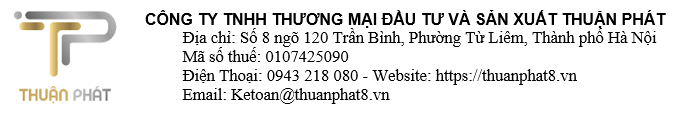 CÔNG TY TNHH THƯƠNG MẠI ĐẦU TƯ VÀ SẢN XUẤT THUẬN PHÁT
Địa chỉ: Số 8 ngõ 120 Trần Bình, Phường Từ Liêm, Thành phố Hà Nội
Mã số thuế: 0107425090
Điện Thoại: 0943 218 080 - Website: https://thuanphat8.vn
Email: Ketoan@thuanphat8.vn
TP
THUẬN PHÁT